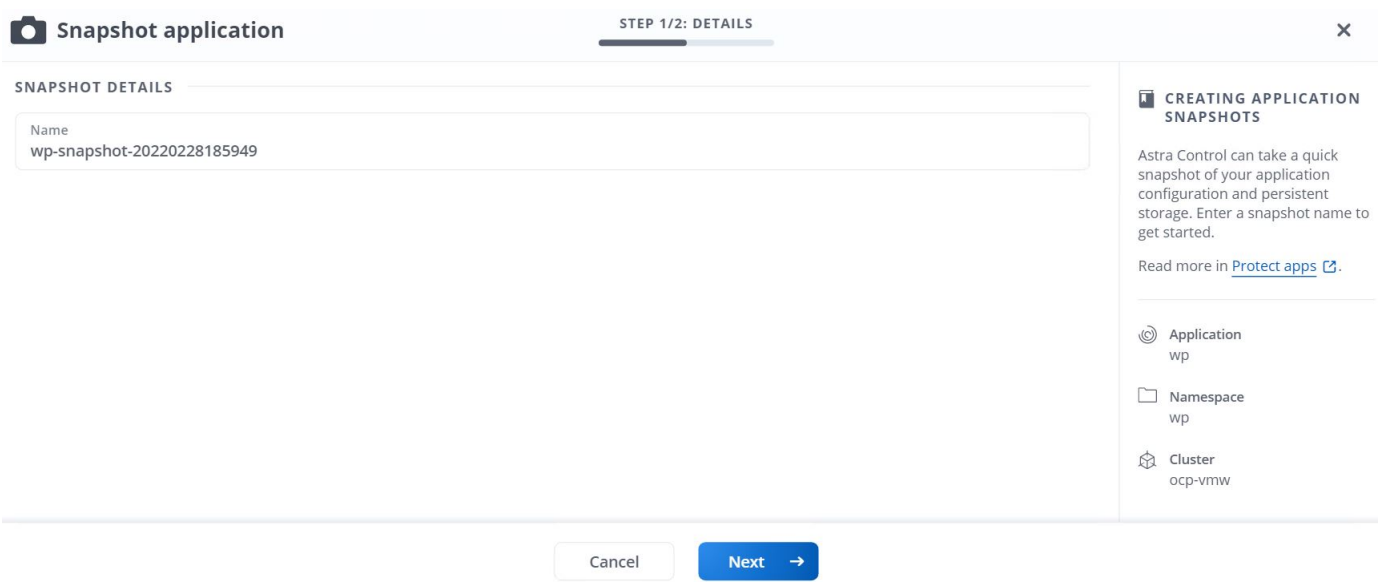 Snapshot application
STEP 1/2: DETAILS
SNAPSHOT DETAILS
Name
wp-snapshot-20220228185949
CREATING APPLICATION
SNAPSHOTS
Astra Control can take a quick
snapshot of your application
configuration and persistent
storage. Enter a snapshot name to
get started.
Read more in Protect apps.
Application
wp
Namespace
wp
Cluster
ocp-vmw
Cancel
Next